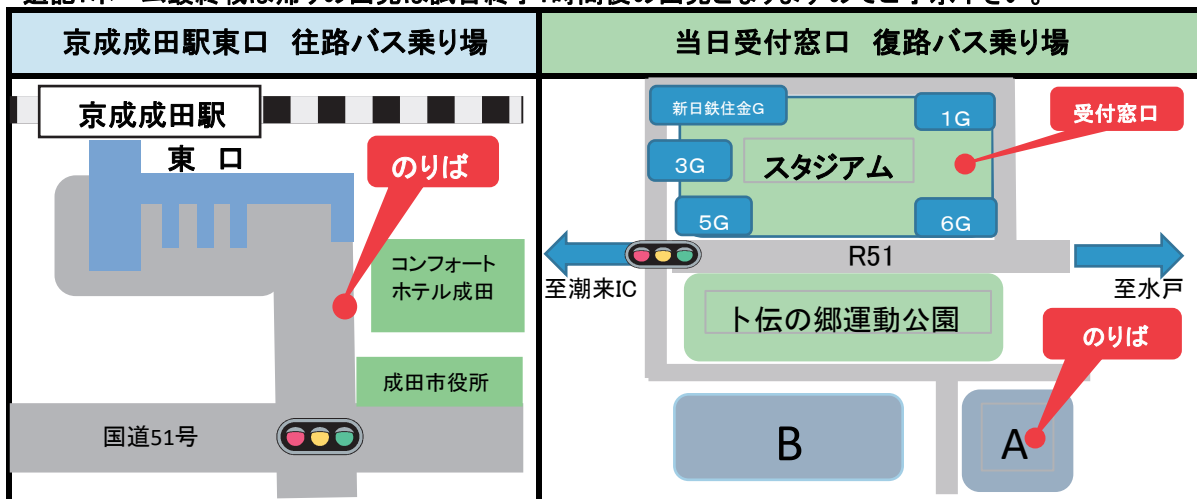 京成成田駅東口　往路バス乗り場
京成成田駅
東 口
のりば
コンフォート
ホテル成田
成田市役所
国道51号
当日受付窓口　復路バス乗り場
新日鉄住金G
1G
受付窓口
3G
スタジアム
5G
6G
R51
至潮来IC
至水戸
卜伝の郷運動公園
のりば
B
A